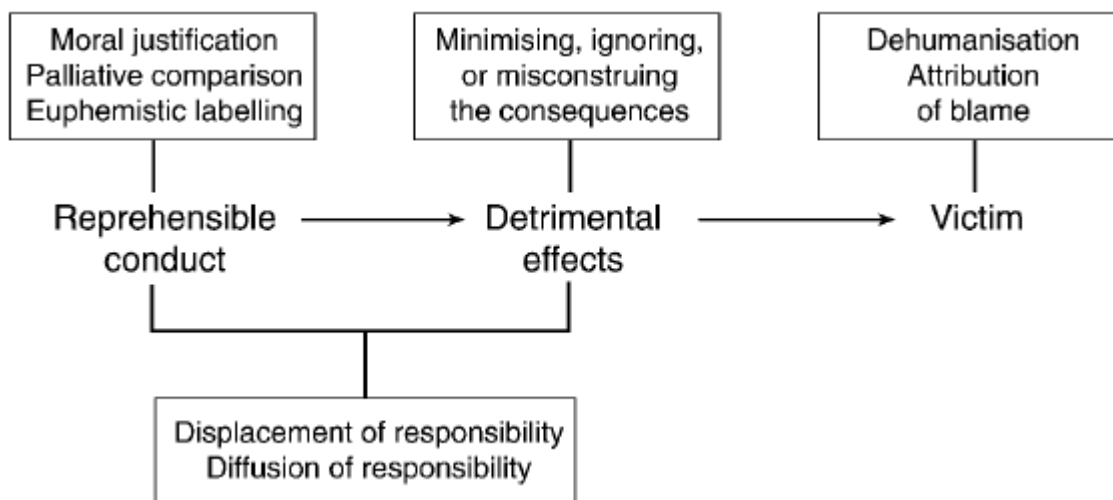 Moral justification
Palliative comparison
Euphemistic labelling
Minimising, ignoring,
or misconstruing
the consequences
Dehumanisation
Attribution
of blame
Reprehensible
conduct
Detrimental
effects
Victim
Displacement of responsibility
Diffusion of responsibility